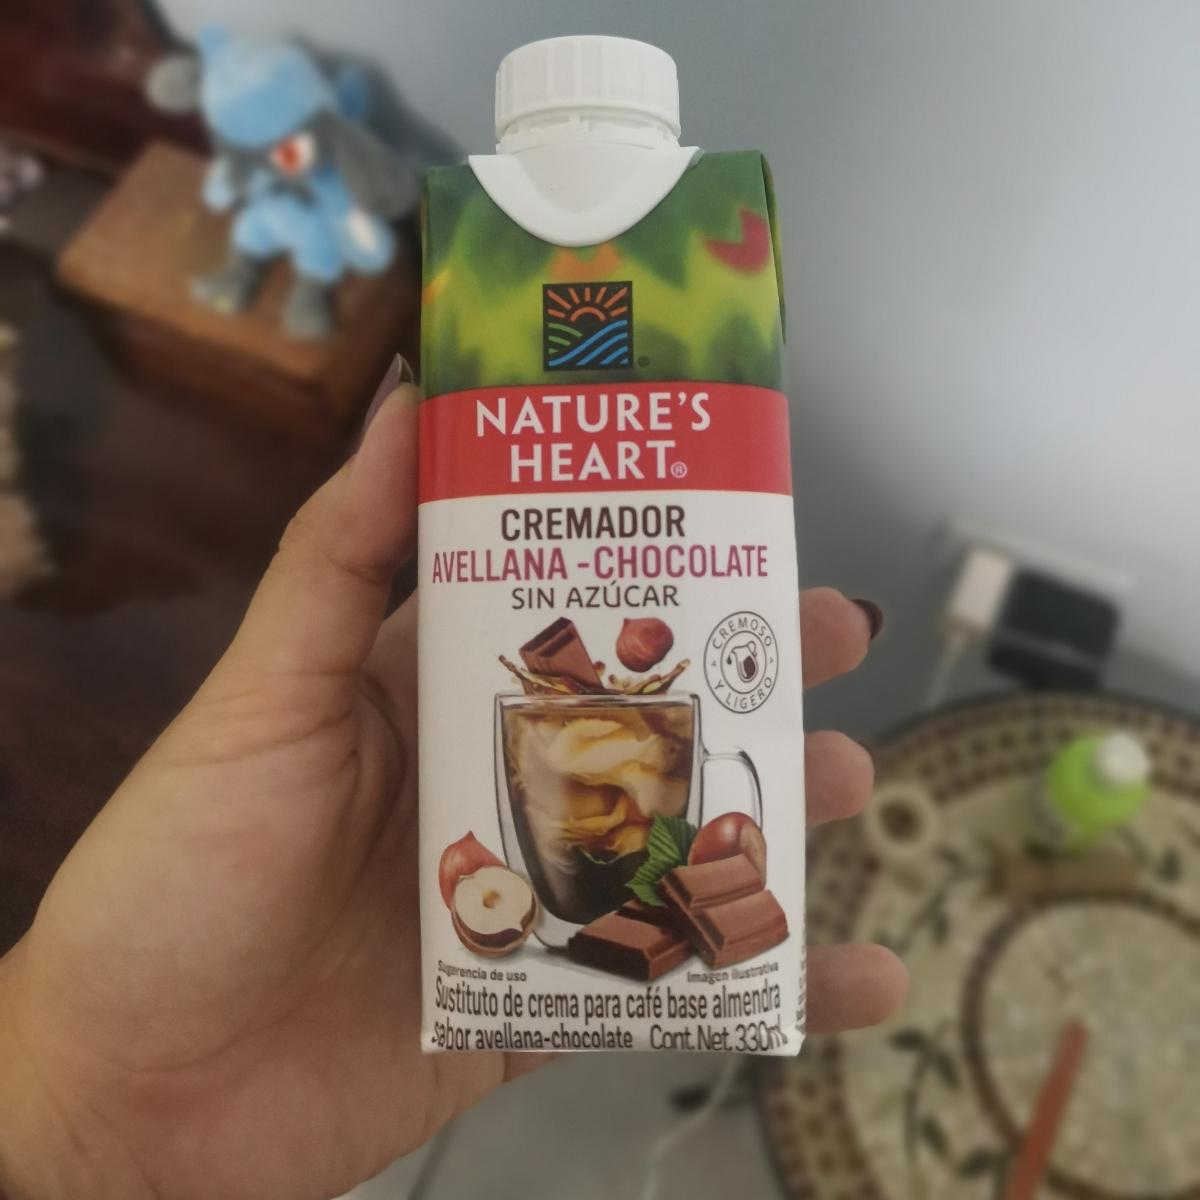 NATURE'S
HEART®
CREMADOR
AVELLANA - CHOCOLATE
SIN AZÚCAR
CREMOSO
Y LIGERO
Sugerencia de uso
Imagen ilustrativa
Sustituto de crema para café base almendra
sabor avellana-chocolate Cont. Net. 330ml